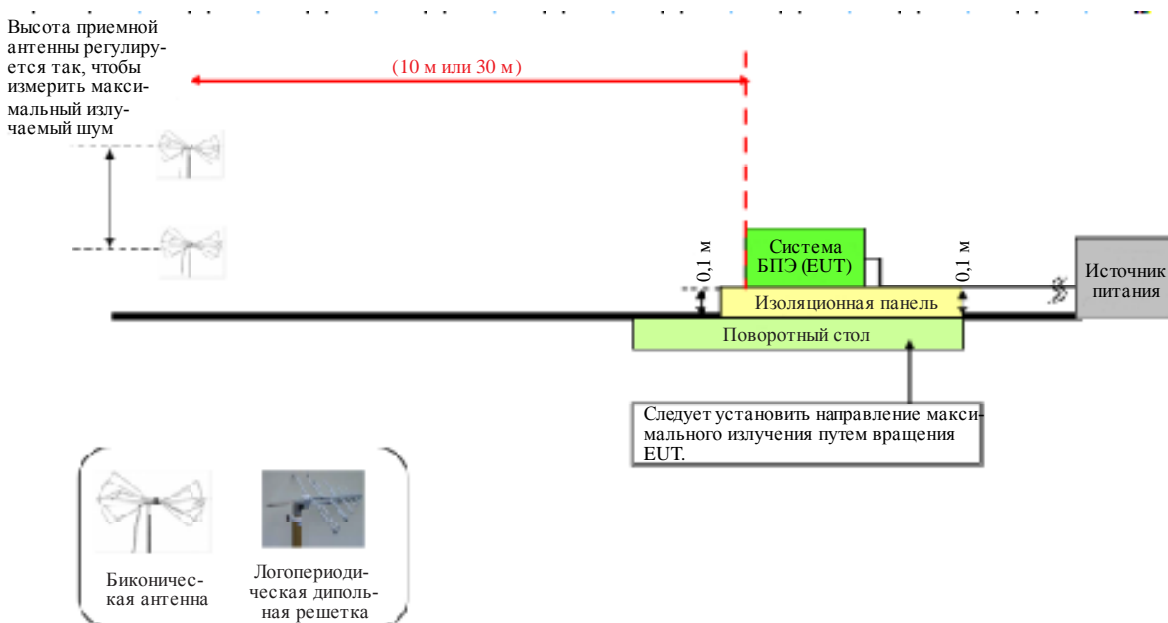 Высота приемной
антенны регулиру-
ется так, чтобы
измерить макси-
мальный излу-
чаемый шум
(10 м или 30 м)
0,1 м
Система
БПЭ (EUT)
0,1 м
Источник
питания
Изоляционная панель
Поворотный стол
Следует установить направление макси-
мального излучения путем вращения
EUT.
Биконичес-
кая антенна
Логопериоди-
ческая диполь-
ная решетка